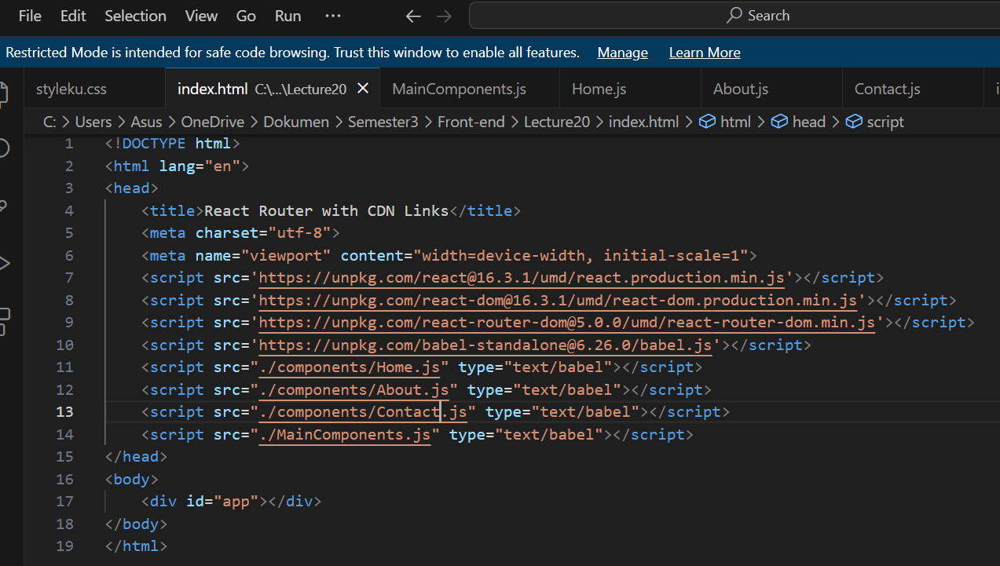 File Edit Selection View Go Run ··· ← → Search
Restricted Mode is intended for safe code browsing. Trust this window to enable all features. Manage Learn More
styleku.css index.html C:\...\Lecture20 × MainComponents.js Home.js About.js Contact.js
C: > Users > Asus > OneDrive > Dokumen > Semester3 > Front-end > Lecture20 > index.html > html > head > script
1 <!DOCTYPE html>
2 <html lang="en">
3 <head>
4 <title>React Router with CDN Links</title>
5 <meta charset="utf-8">
6 <meta name="viewport" content="width=device-width, initial-scale=1">
7 <script src='https://unpkg.com/react@16.3.1/umd/react.production.min.js'></script>
8 <script src='https://unpkg.com/react-dom@16.3.1/umd/react-dom.production.min.js'></script>
9 <script src='https://unpkg.com/react-router-dom@5.0.0/umd/react-router-dom.min.js'></script>
10 <script src='https://unpkg.com/babel-standalone@6.26.0/babel.js'></script>
11 <script src="./components/Home.js" type="text/babel"></script>
12 <script src="./components/About.js" type="text/babel"></script>
13 <script src="./components/Contact.js" type="text/babel"></script>
14 <script src="./MainComponents.js" type="text/babel"></script>
15 </head>
16 <body>
17 <div id="app"></div>
18 </body>
19 </html>